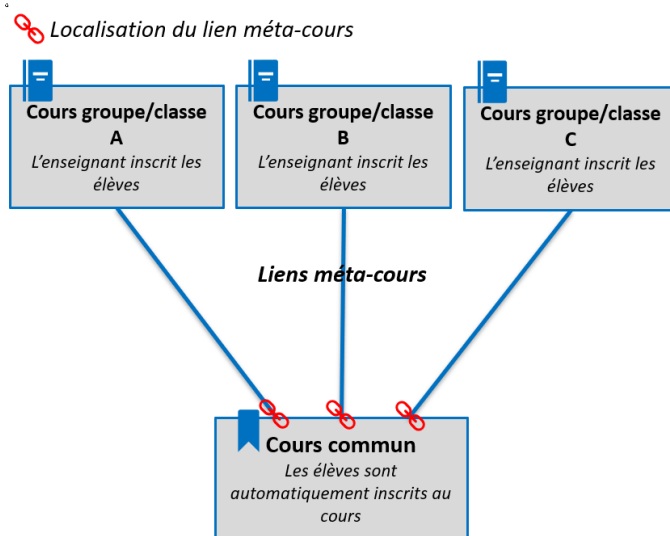 Localisation du lien méta-cours
Cours groupe/classe
A
L'enseignant inscrit les
élèves
Cours groupe/classe
B
L'enseignant inscrit les
élèves
Cours groupe/classe
C
L'enseignant inscrit les
élèves
Liens méta-cours
Cours commun
Les élèves sont
automatiquement inscrits au
cours